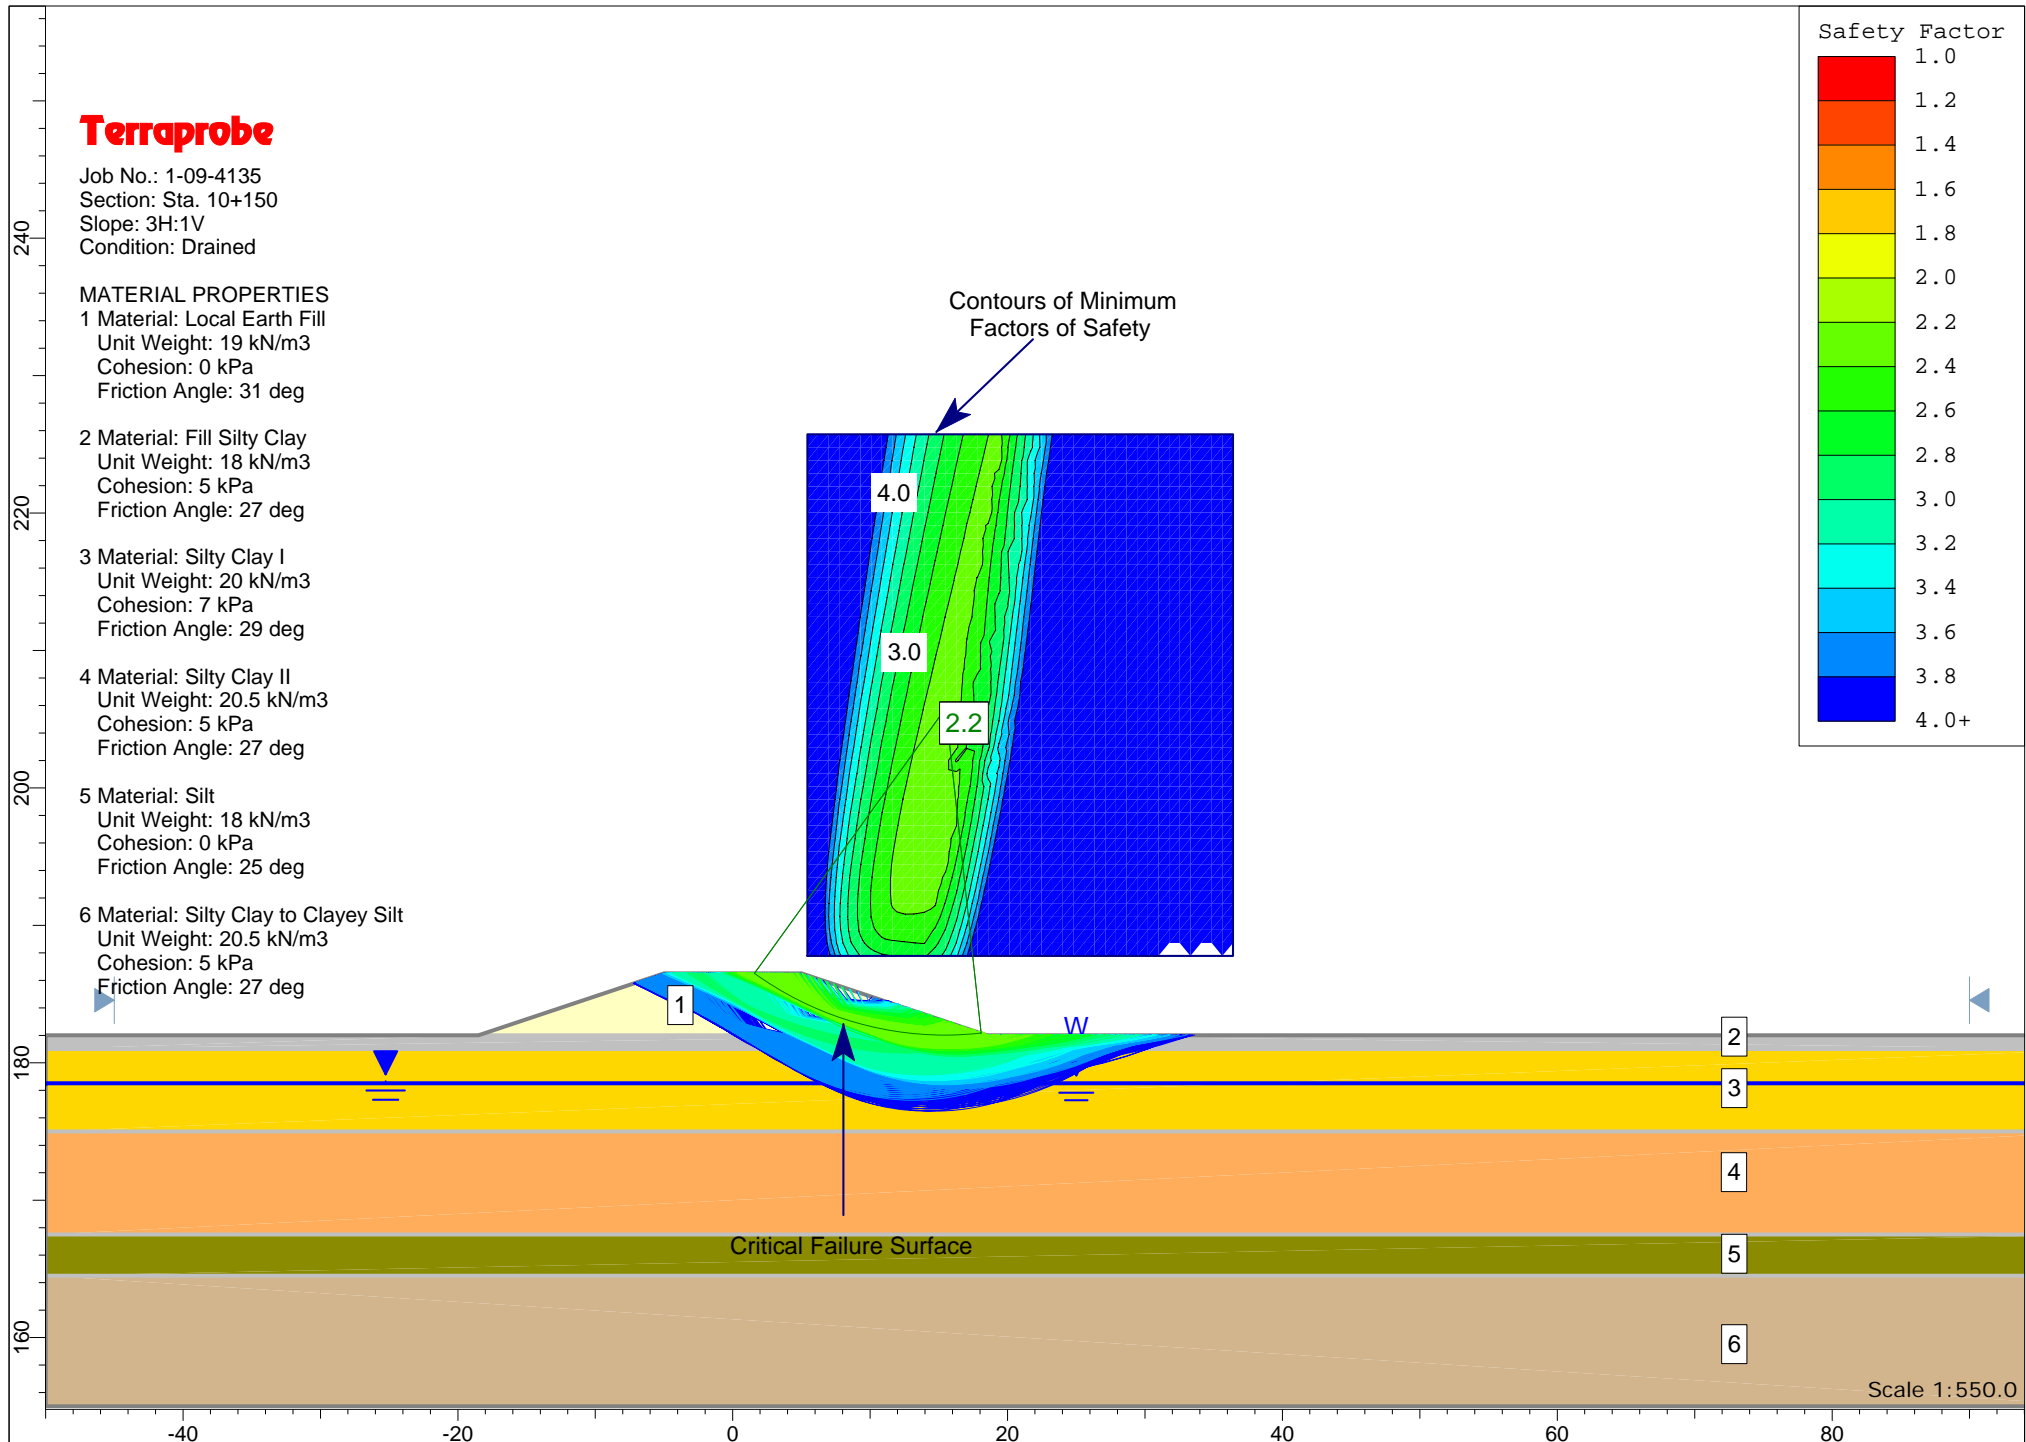 Terraprobe
Job No.: 1-09-4135
Section: Sta. 10+150
Slope: 3H:1V
Condition: Drained
MATERIAL PROPERTIES
1 Material: Local Earth Fill
Unit Weight: 19 kN/m3
Cohesion: 0 kPa
Friction Angle: 31 deg
2 Material: Fill Silty Clay
Unit Weight: 18 kN/m3
Cohesion: 5 kPa
Friction Angle: 27 deg
3 Material: Silty Clay I
Unit Weight: 20 kN/m3
Cohesion: 7 kPa
Friction Angle: 29 deg
4 Material: Silty Clay II
Unit Weight: 20.5 kN/m3
Cohesion: 5 kPa
Friction Angle: 27 deg
5 Material: Silt
Unit Weight: 18 kN/m3
Cohesion: 0 kPa
Friction Angle: 25 deg
6 Material: Silty Clay to Clayey Silt
Unit Weight: 20.5 kN/m3
Cohesion: 5 kPa
Friction Angle: 27 deg
Contours of Minimum
Factors of Safety
4.0
3.0
2.2
Safety Factor
1.0
1.2
1.4
1.6
1.8
2.0
2.2
2.4
2.6
2.8
3.0
3.2
3.4
3.6
3.8
4.0+
240
220
200
180
160
1
W
2
3
4
5
6
Critical Failure Surface
Scale 1:550.0
-40
-20
0
20
40
60
80